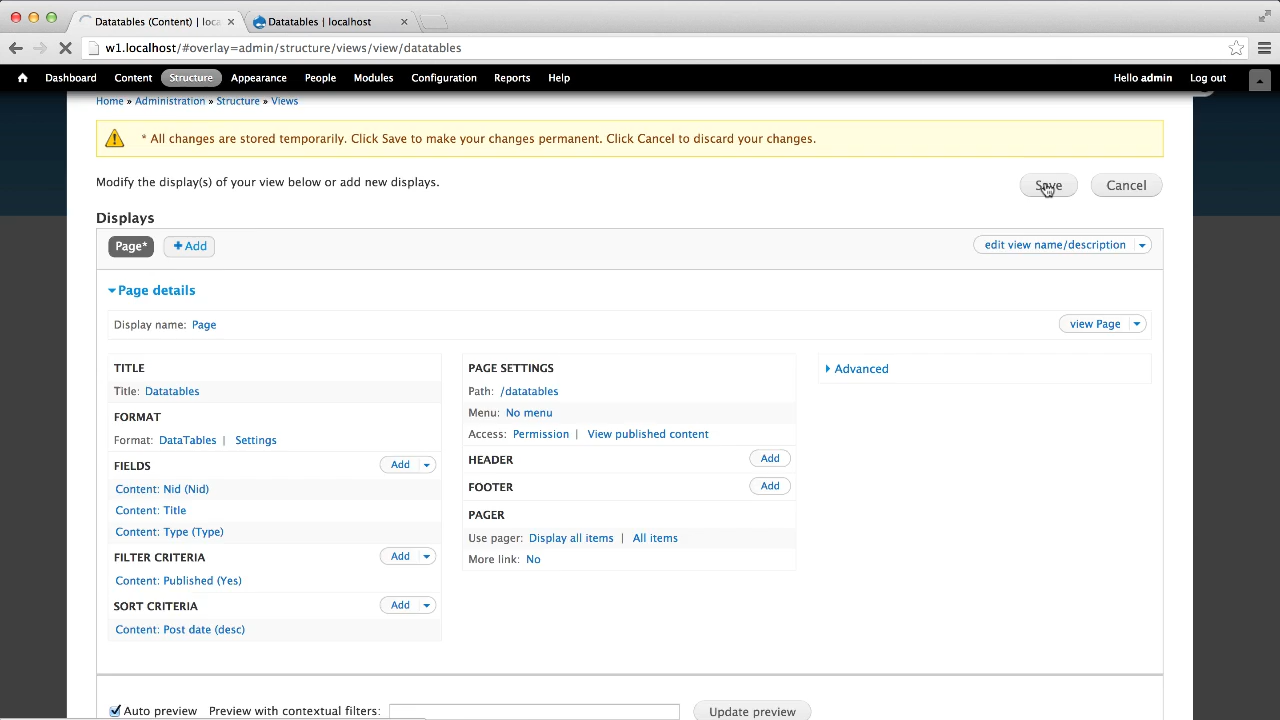 Datatables (Content) | loca
Datatables | localhost
w1.localhost/#overlay=admin/structure/views/view/datatables
Dashboard Content Structure Appearance People Modules Configuration Reports Help Hello admin Log out
Home » Administration » Structure » Views
* All changes are stored temporarily. Click Save to make your changes permanent. Click Cancel to discard your changes.
Modify the display(s) of your view below or add new displays.
Save Cancel
Displays
Page* + Add edit view name/description
Page details
Display name: Page view Page
TITLE
Title: Datatables
FORMAT
Format: DataTables | Settings
FIELDS Add
Content: Nid (Nid)
Content: Title
Content: Type (Type)
FILTER CRITERIA Add
Content: Published (Yes)
SORT CRITERIA Add
Content: Post date (desc)
PAGE SETTINGS
Path: /datatables
Menu: No menu
Access: Permission | View published content
HEADER Add
FOOTER Add
PAGER
Use pager: Display all items | All items
More link: No
Advanced
Auto preview Preview with contextual filters: Update preview